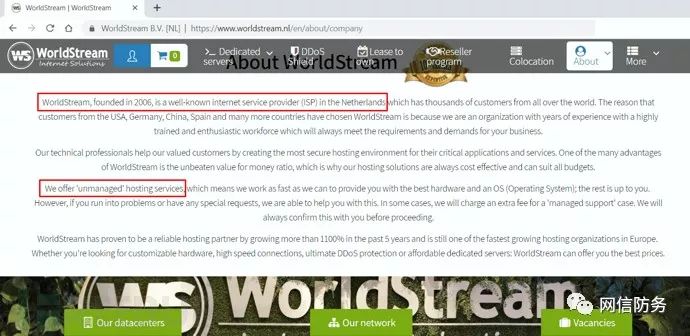 WorldStream | WorldStream
WorldStream B.V. [NL] | https://www.worldstream.nl/en/about/company
WS WorldStream
Internet Solutions
0
Dedicated servers
DDoS Shield
Lease to own
Reseller program
Colocation
About
More
About WorldStream
WorldStream, founded in 2006, is a well-known internet service provider (ISP) in the Netherlands which has thousands of customers from all over the world. The reason that
customers from the USA, Germany, China, Spain and many more countries have chosen WorldStream is because we are an organization with years of experience with a highly
trained and enthusiastic workforce which will always meet the requirements and demands for your business.
Our technical professionals help our valued customers by creating the most secure hosting environment for their critical applications and services. One of the many advantages
of WorldStream is the unbeaten value for money ratio, which is why our hosting solutions are always cost effective and can suit all budgets.
We offer 'unmanaged' hosting services, which means we work as fast as we can to provide you with the best hardware and an OS (Operating System); the rest is up to you.
However, if you run into problems or have any special requests, we are able to help you with this. In some cases, we will charge an extra fee for a 'managed support' case. We will
always confirm this with you before proceeding.
WorldStream has proven to be a reliable hosting partner by growing more than 1100% in the past 5 years and is still one of the fastest growing hosting organizations in Europe.
Whether you're looking for customizable hardware, high speed connections, ultimate DDoS protection or affordable dedicated servers: WorldStream can offer you the best prices.
WS WorldStream
网信防务
Our datacenters
Our network
Vacancies